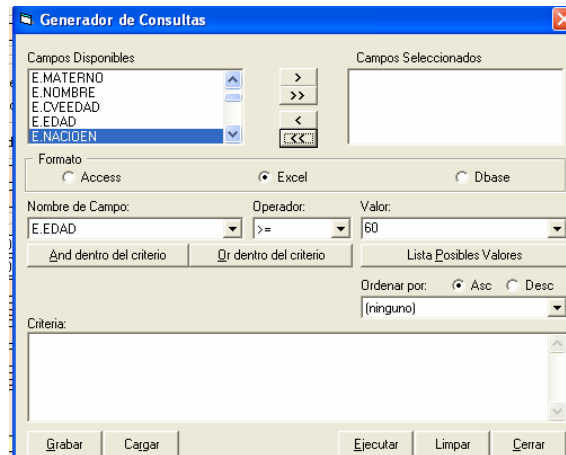 Generador de Consultas
Campos Disponibles
Campos Seleccionados
E.MATERNO
E.NOMBRE
E.CVEEDAD
E.EDAD
E.NACIOEN
>
>>
<
<<
Formato
Access
Excel
Dbase
Nombre de Campo:
Operador:
Valor:
E.EDAD
>=
60
And dentro del criterio
Or dentro del criterio
Lista Posibles Valores
Ordenar por:
Asc
Desc
(ninguno)
Criteria:
Grabar
Cargar
Ejecutar
Limpar
Cerrar